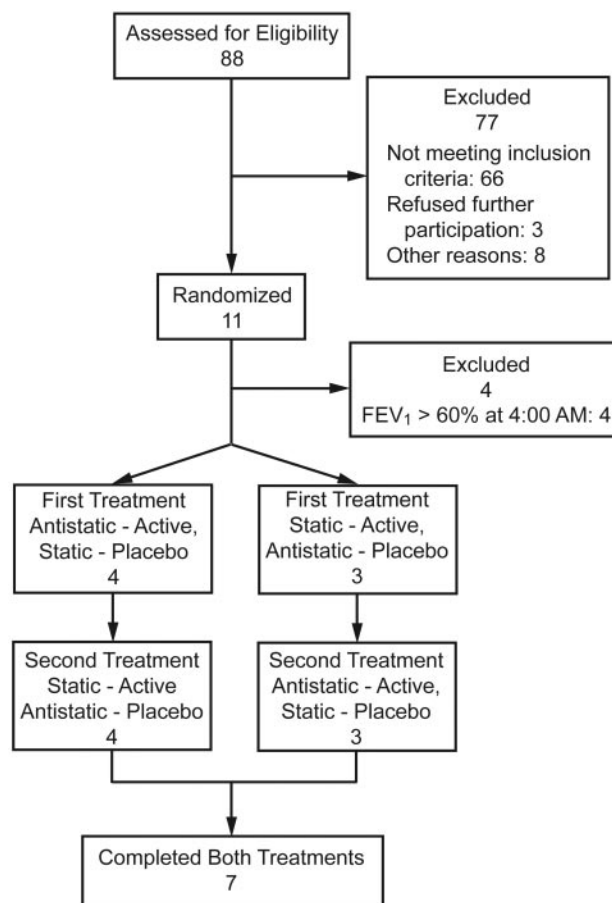 Assessed for Eligibility
88
Excluded
77
Not meeting inclusion
criteria: 66
Refused further
participation: 3
Other reasons: 8
Randomized
11
Excluded
4
FEV₁ > 60% at 4:00 AM: 4
First Treatment
Antistatic - Active,
Static - Placebo
4
First Treatment
Static - Active,
Antistatic - Placebo
3
Second Treatment
Static - Active
Antistatic - Placebo
4
Second Treatment
Antistatic - Active,
Static - Placebo
3
Completed Both Treatments
7